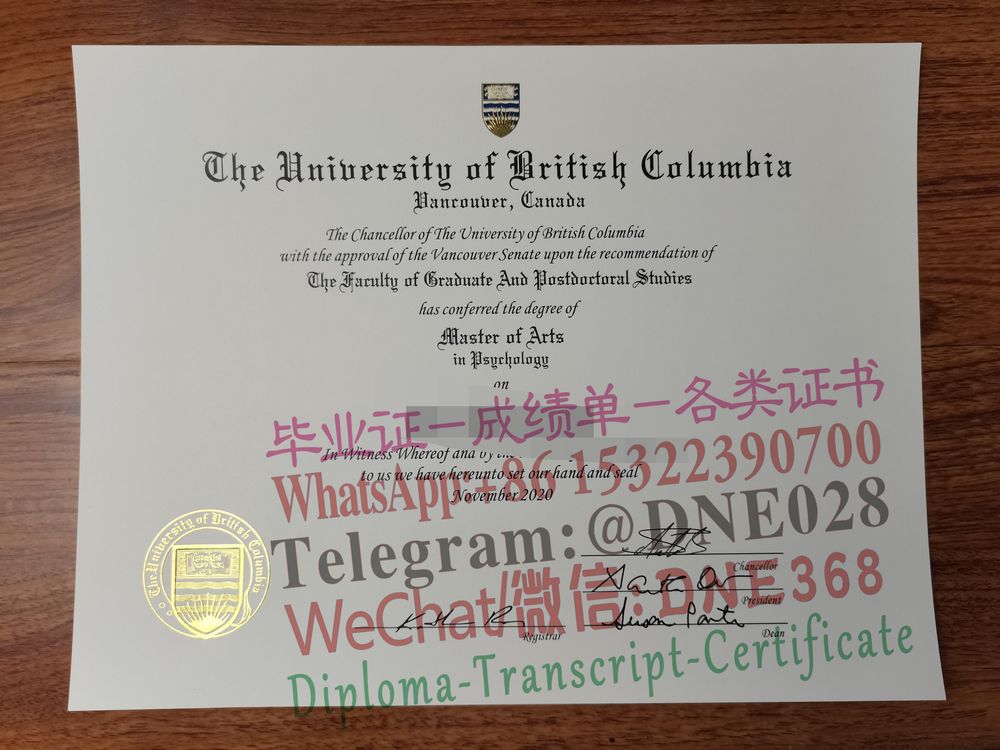 The University of British Columbia
Vancouver, Canada
The Chancellor of The University of British Columbia
with the approval of the Vancouver Senate upon the recommendation of
The Faculty of Graduate And Postdoctoral Studies
has conferred the degree of
Master of Arts
in Psychology
on
毕业证—成绩单—各类证书
In Witness Whereof and by the
to us we have hereunto set our hand and seal
WhatsApp:+86 15322390700
November 2020
Telegram: @DNE028
Chancellor
WeChat/微信:DNE368
President
Registrar
Dean
Diploma-Transcript-Certificate
The University of British Columbia